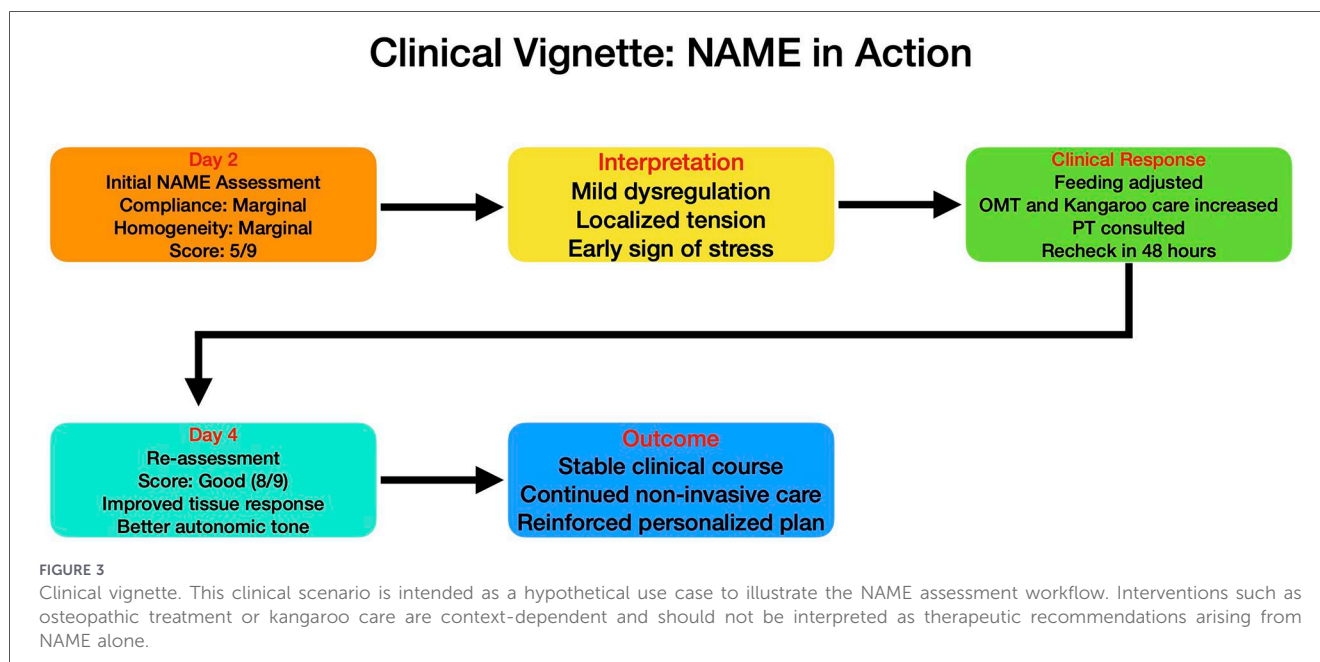 Clinical Vignette: NAME in Action
Day 2
Initial NAME Assessment
Compliance: Marginal
Homogeneity: Marginal
Score: 5/9
Interpretation
Mild dysregulation
Localized tension
Early sign of stress
Clinical Response
Feeding adjusted
OMT and Kangaroo care increased
PT consulted
Recheck in 48 hours
Day 4
Re-assessment
Score: Good (8/9)
Improved tissue response
Better autonomic tone
Outcome
Stable clinical course
Continued non-invasive care
Reinforced personalized plan
FIGURE 3
Clinical vignette. This clinical scenario is intended as a hypothetical use case to illustrate the NAME assessment workflow. Interventions such as
osteopathic treatment or kangaroo care are context-dependent and should not be interpreted as therapeutic recommendations arising from
NAME alone.